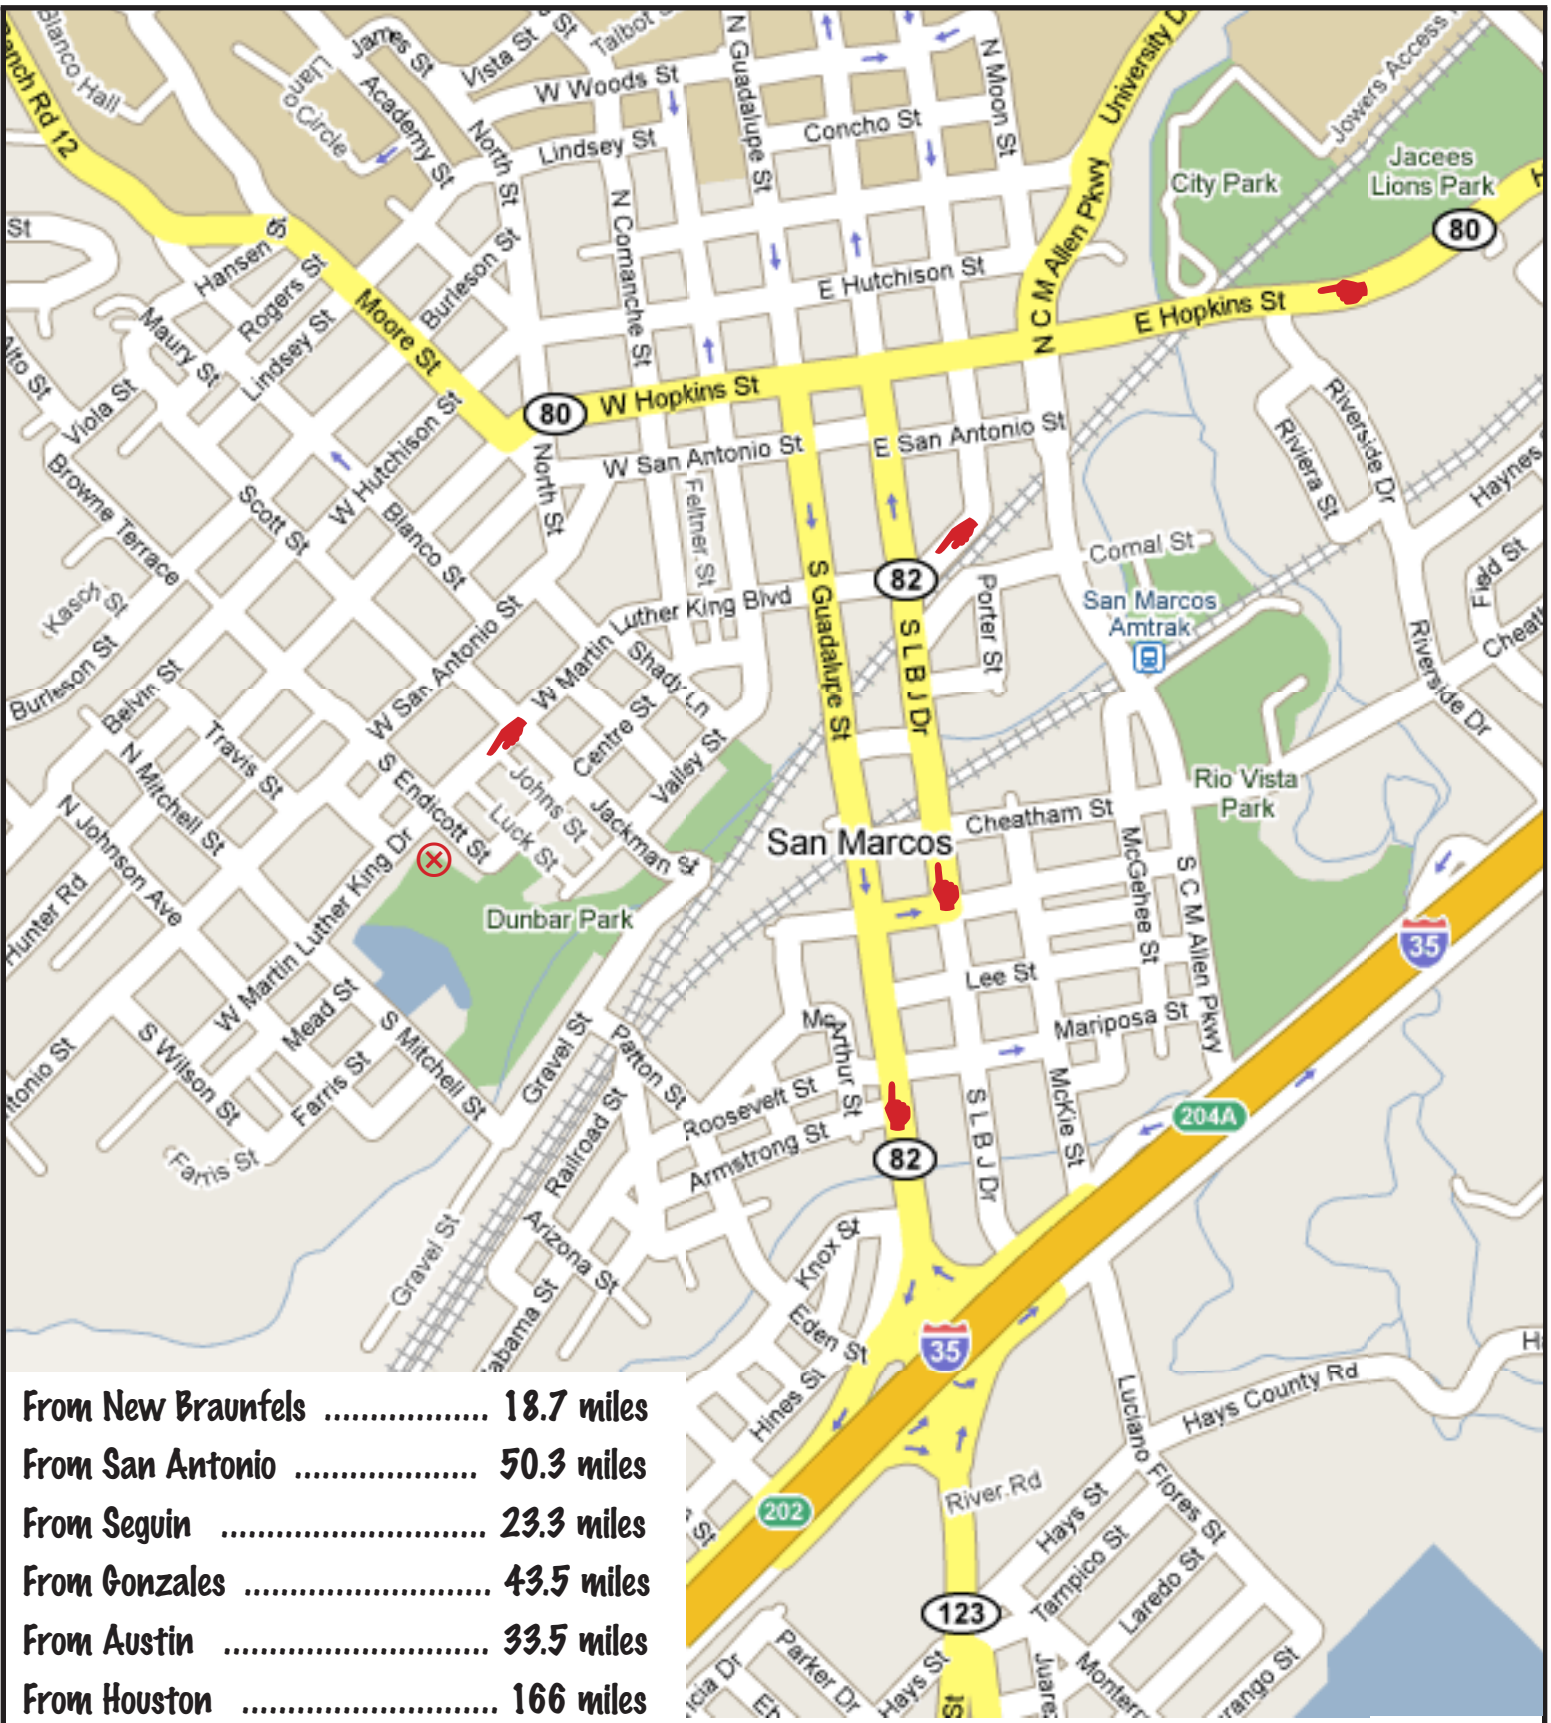 Ranch Rd 12
Blanco Hall
James St
Llano Circle
Academy St
Vista St
St
Talbot
W Woods St
N Guadalupe St
N Moon St
University D
Jowers Access
Concho St
Lindsey St
North St
City Park
Jacees
Lions Park
80
H
St
Hansen
Rogers St
Burleson St
N Comanche St
E Hutchison St
N C M Allen Pkwy
E Hopkins St
Moore St
Maury St
Lindsey St
Alto St
Viola St
80
W Hopkins St
W San Antonio St
E San Antonio St
Riverside Dr
Riviera St
Haynes
W Hutchison St
North St
Feltner St
Browne Terrace
Scott St
Blanco St
Comal St
Field St
Kasch St
82
San Marcos
Amtrak
Porter St
W Martin Luther King Blvd
S Guadalupe St
S L B J Dr
Riverside Dr
Cheath
Burleson St
Belvin St
W San Antonio St
Shady Ln
Centre St
Valley St
Travis St
N Mitchell St
S Endicott St
Johns St
Luck St
Jackman St
Rio Vista
Park
Cheatham St
San Marcos
McGehee St
S C M Allen Pkwy
N Johnson Ave
Hunter Rd
W Martin Luther King Dr
Dunbar Park
35
Lee St
Mariposa St
McArthur St
Mead St
S Wilson St
S Mitchell St
Farris St
Farris St
Gravel St
Patton St
Railroad St
Roosevelt St
Armstrong St
S L B J Dr
McKie St
204A
ntonio St
82
Gravel St
Arizona St
abama St
Knox St
Eden St
Hines St
35
Luciano Flores St
Hays County Rd
H
202
River Rd
Hays St
Tampico St
Laredo St
123
s St
Parker Dr
cia Dr
Eb
Hays St
St
Juarez
Monterr
rango St
From New Braunfels .................. 18.7 miles
From San Antonio .................... 50.3 miles
From Seguin ............................. 23.3 miles
From Gonzales ........................... 43.5 miles
From Austin ............................. 33.5 miles
From Houston ............................ 166 miles